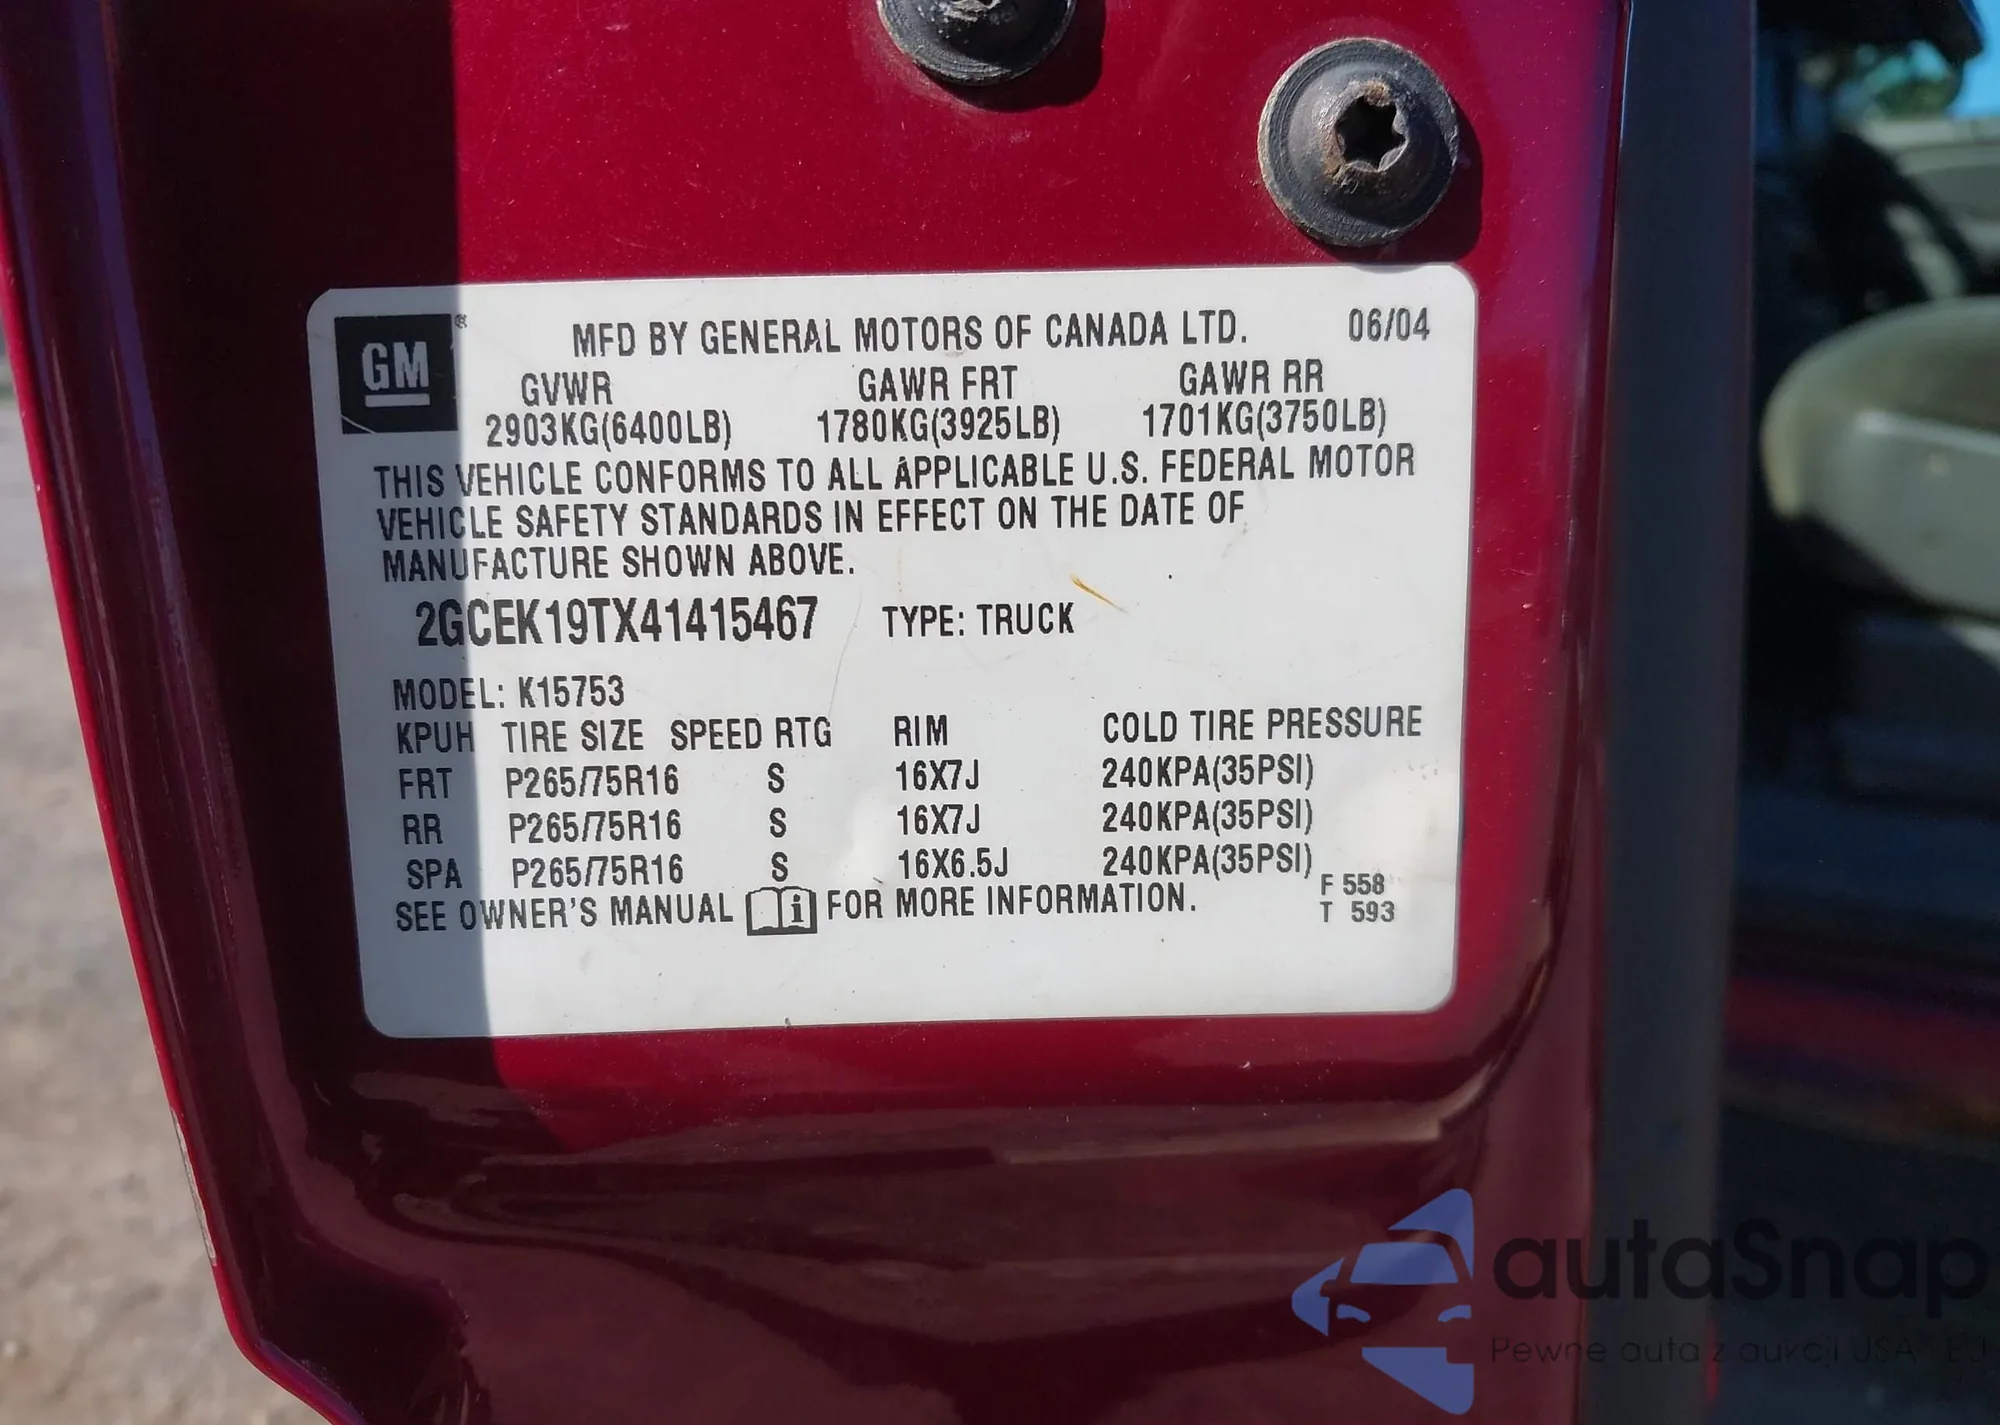 GM ®
MFD BY GENERAL MOTORS OF CANADA LTD. 06/04
GVWR GAWR FRT GAWR RR
2903KG(6400LB) 1780KG(3925LB) 1701KG(3750LB)
THIS VEHICLE CONFORMS TO ALL APPLICABLE U.S. FEDERAL MOTOR
VEHICLE SAFETY STANDARDS IN EFFECT ON THE DATE OF
MANUFACTURE SHOWN ABOVE.
2GCEK19TX41415467 TYPE: TRUCK
MODEL: K15753
KPUH TIRE SIZE SPEED RTG RIM COLD TIRE PRESSURE
FRT P265/75R16 S 16X7J 240KPA(35PSI)
RR P265/75R16 S 16X7J 240KPA(35PSI)
SPA P265/75R16 S 16X6.5J 240KPA(35PSI)
F 558
SEE OWNER'S MANUAL i FOR MORE INFORMATION.
T 593
autaSnap
Pewne auta z aukcji USA